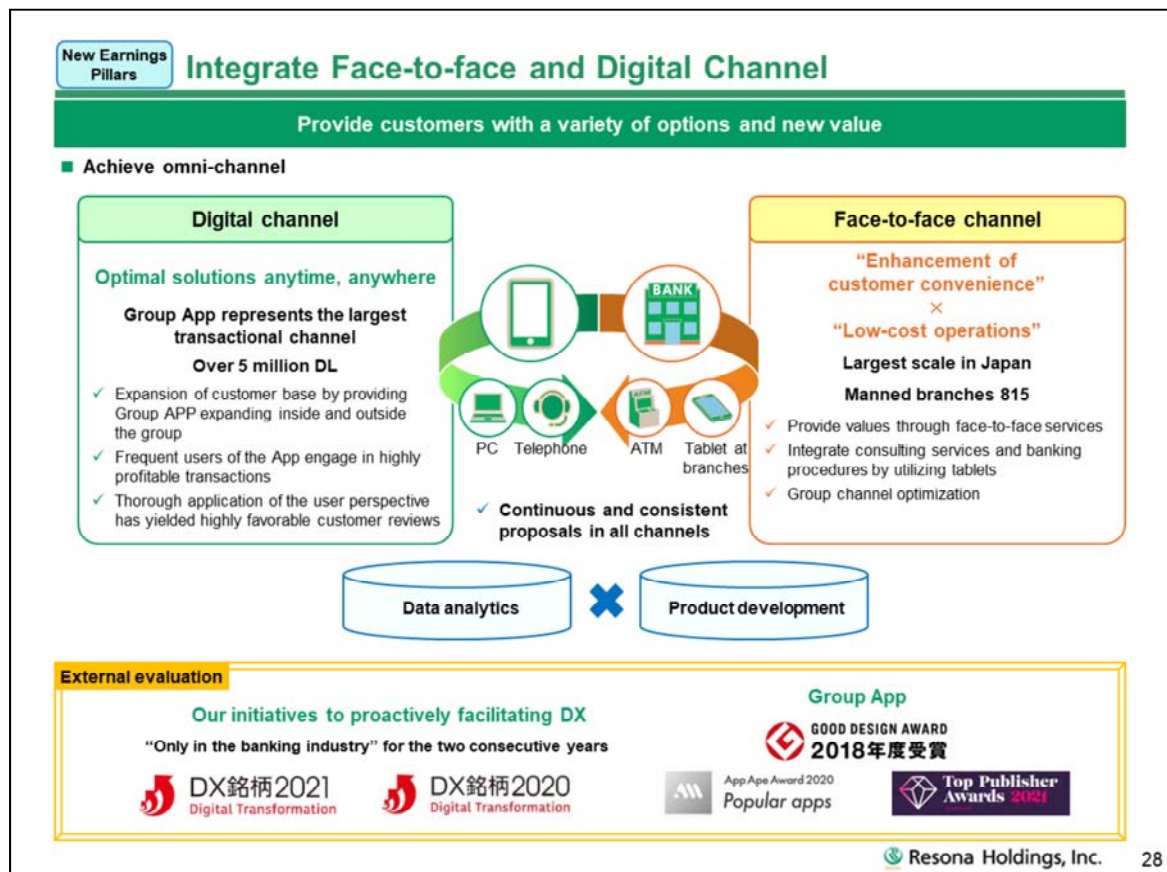 New Earnings
Pillars
Integrate Face-to-face and Digital Channel
Provide customers with a variety of options and new value
■ Achieve omni-channel
Digital channel
Optimal solutions anytime, anywhere
Group App represents the largest
transactional channel
Over 5 million DL
✓ Expansion of customer base by providing
Group APP expanding inside and outside
the group
✓ Frequent users of the App engage in highly
profitable transactions
✓ Thorough application of the user perspective
has yielded highly favorable customer reviews
BANK
ATM
PC
Telephone
ATM
Tablet at
branches
✓ Continuous and consistent
proposals in all channels
Face-to-face channel
“Enhancement of
customer convenience”
×
“Low-cost operations”
Largest scale in Japan
Manned branches 815
✓ Provide values through face-to-face services
✓ Integrate consulting services and banking
procedures by utilizing tablets
✓ Group channel optimization
Data analytics
Product development
External evaluation
Our initiatives to proactively facilitating DX
“Only in the banking industry” for the two consecutive years
DX銘柄2021
Digital Transformation
DX銘柄2020
Digital Transformation
Group App
GOOD DESIGN AWARD
2018年度受賞
App Ape Award 2020
Popular apps
Top Publisher
Awards 2021
Resona Holdings, Inc.
28